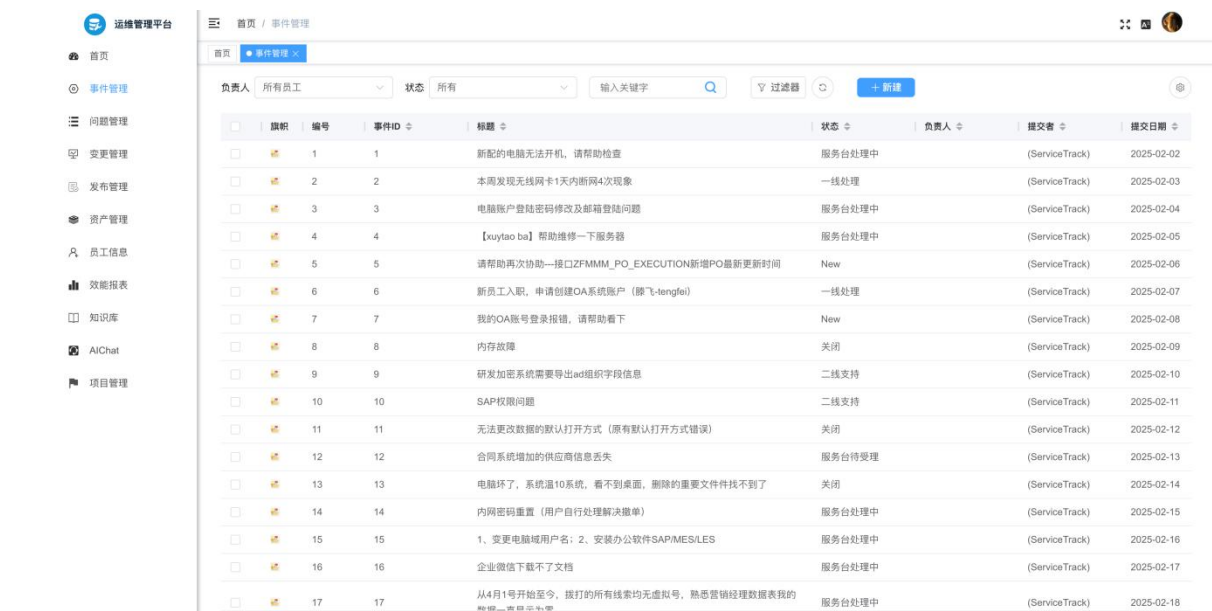 运维管理平台
首页 / 事件管理
首页
事件管理
问题管理
变更管理
发布管理
资产管理
员工信息
效能报表
知识库
AIChat
项目管理
首页 事件管理 ×
负责人 所有员工 状态 所有 输入关键字 过滤器 + 新建
旗帜 编号 事件ID 标题 状态 负责人 提交者 提交日期
1 1 新配的电脑无法开机，请帮助检查 服务台处理中 (ServiceTrack) 2025-02-02
2 2 本周发现无线网卡1天内断网4次现象 一线处理 (ServiceTrack) 2025-02-03
3 3 电脑账户登陆密码修改及邮箱登陆问题 服务台处理中 (ServiceTrack) 2025-02-04
4 4 【xuytao ba】帮助维修一下服务器 服务台处理中 (ServiceTrack) 2025-02-05
5 5 请帮助再次协助---接口ZFMMM_PO_EXECUTION新增PO最新更新时间 New (ServiceTrack) 2025-02-06
6 6 新员工入职，申请创建OA系统账户（滕飞-tengfei） 一线处理 (ServiceTrack) 2025-02-07
7 7 我的OA账号登录报错，请帮助看下 New (ServiceTrack) 2025-02-08
8 8 内存故障 关闭 (ServiceTrack) 2025-02-09
9 9 研发加密系统需要导出ad组织字段信息 二线支持 (ServiceTrack) 2025-02-10
10 10 SAP权限问题 二线支持 (ServiceTrack) 2025-02-11
11 11 无法更改数据的默认打开方式（原有默认打开方式错误） 关闭 (ServiceTrack) 2025-02-12
12 12 合同系统增加的供应商信息丢失 服务台待受理 (ServiceTrack) 2025-02-13
13 13 电脑坏了，系统温10系统，看不到桌面，删除的重要文件件找不到了 关闭 (ServiceTrack) 2025-02-14
14 14 内网密码重置（用户自行处理解决撤单） 服务台处理中 (ServiceTrack) 2025-02-15
15 15 1、变更电脑域用户名；2、安装办公软件SAP/MES/LES 服务台处理中 (ServiceTrack) 2025-02-16
16 16 企业微信下载不了文档 服务台处理中 (ServiceTrack) 2025-02-17
17 17 从4月1号开始至今，拨打的所有线索均无虚拟号，熟悉营销经理数据表我的 服务台处理中 (ServiceTrack) 2025-02-18